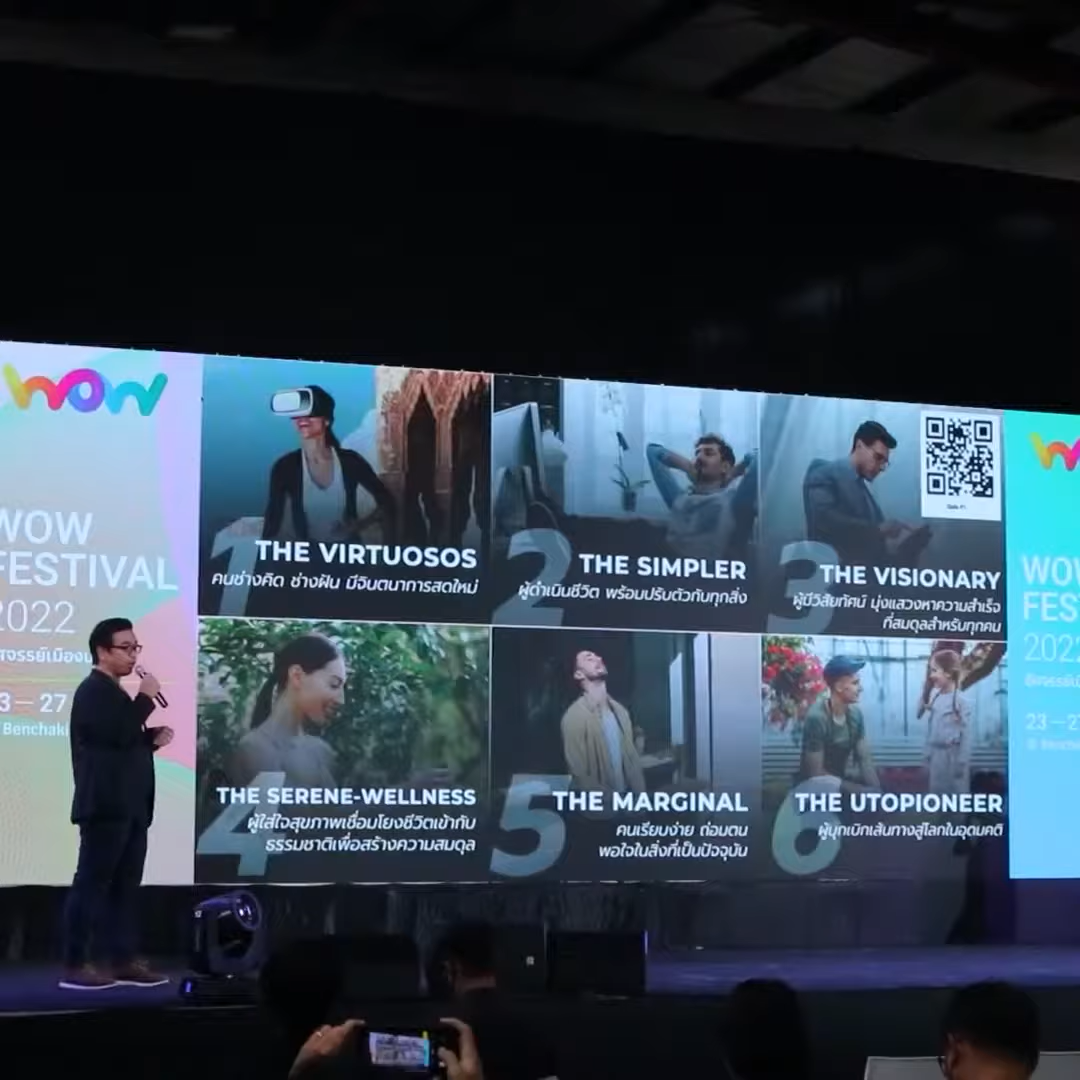 WOW
WOW
FESTIVAL
2022
23 — 27
Benchaki
1
THE VIRTUOSOS
คนช่างคิด ช่างฝัน มีจินตนาการสดใหม่
2
THE SIMPLER
ผู้ดำเนินชีวิต พร้อมปรับตัวกับทุกสิ่ง
3
THE VISIONARY
ผู้มีวิสัยทัศน์ มุ่งแสวงหาความสำเร็จ
ที่สมดุลสำหรับทุกคน
4
THE SERENE-WELLNESS
ผู้ใส่ใจสุขภาพเชื่อมโยงชีวิตเข้ากับ
ธรรมชาติเพื่อสร้างความสมดุล
5
THE MARGINAL
คนเรียบง่าย ถ่อมตน
พอใจในสิ่งที่เป็นปัจจุบัน
6
THE UTOPIONEER
ผู้บุกเบิกเส้นทางสู่โลกในอุดมคติ
WOW
FES
2022
23 — 27